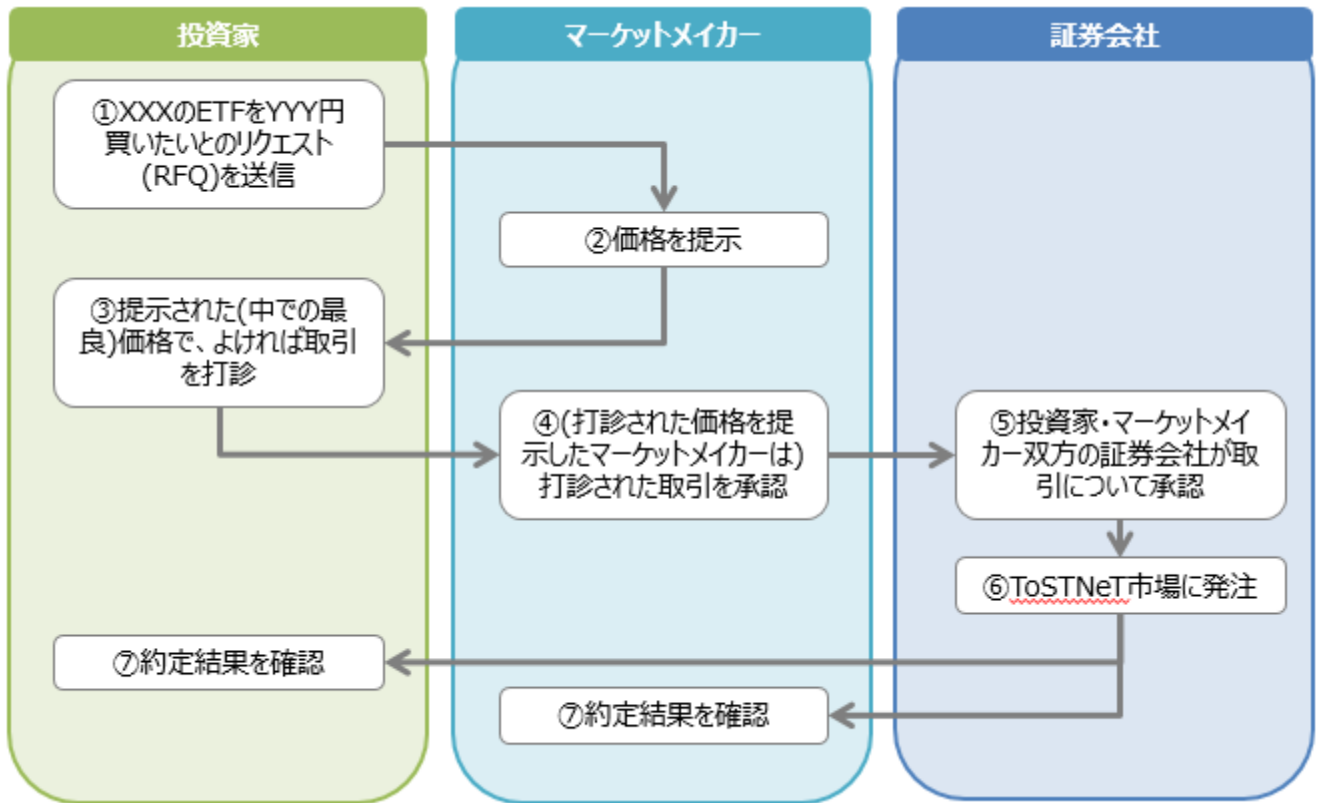 投資家
マーケットメイカー
証券会社
①XXXのETFをYYY円
買いたいとのリクエスト
(RFQ)を送信
②価格を提示
③提示された(中での最
良)価格で、よければ取引
を打診
④(打診された価格を提
示したマーケットメイカーは)
打診された取引を承認
⑤投資家・マーケットメイ
カー双方の証券会社が取
引について承認
⑥ToSTNeT市場に発注
⑦約定結果を確認
⑦約定結果を確認